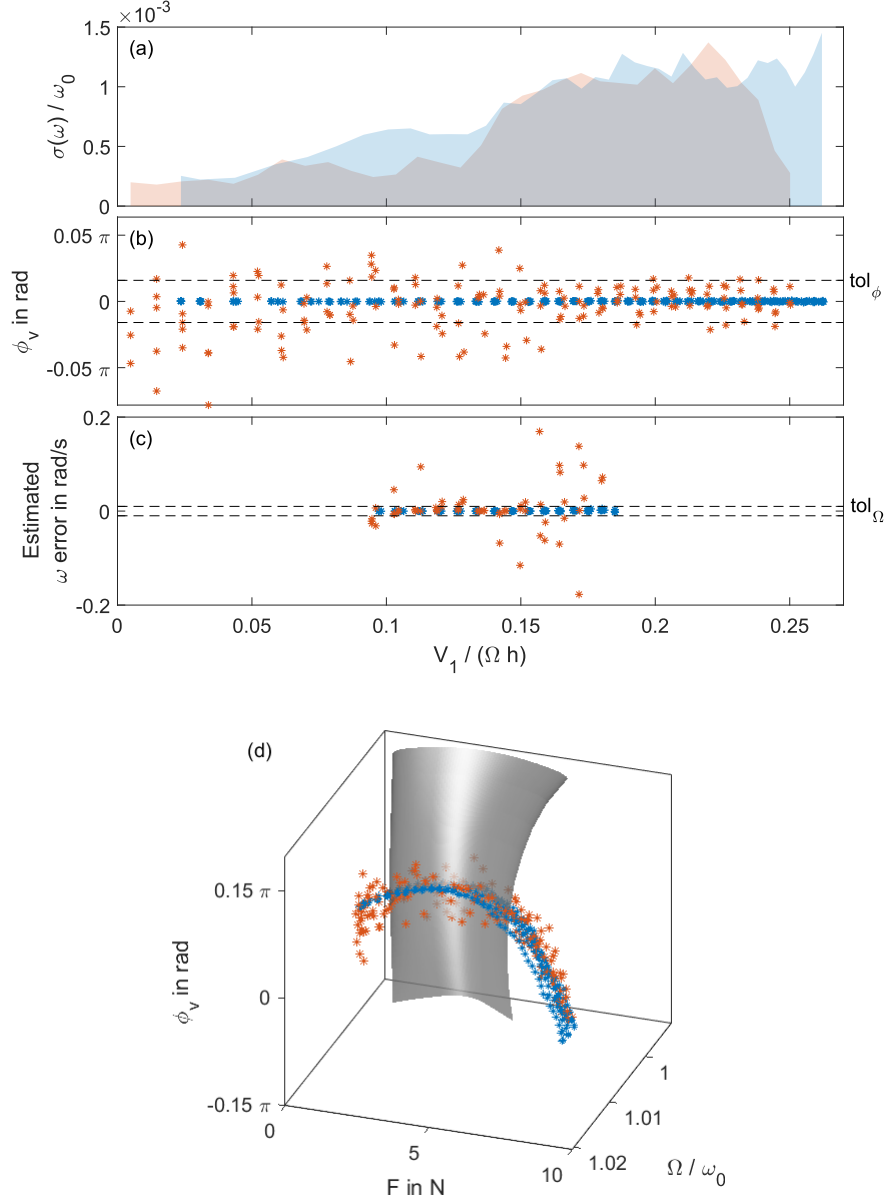 ×10⁻³
1.5
(a)
1
0.5
0
σ(ω) / ω₀
(b)
0.05 π
0
-0.05 π
ϕᵥ in rad
tol_ϕ
(c)
0.2
0
-0.2
Estimated
ω error in rad/s
tol_Ω
0 0.05 0.1 0.15 0.2 0.25
V₁ / (Ω h)
(d)
0.15 π
0
-0.15 π
ϕᵥ in rad
0
5
10
F in N
1
1.01
1.02
Ω / ω₀